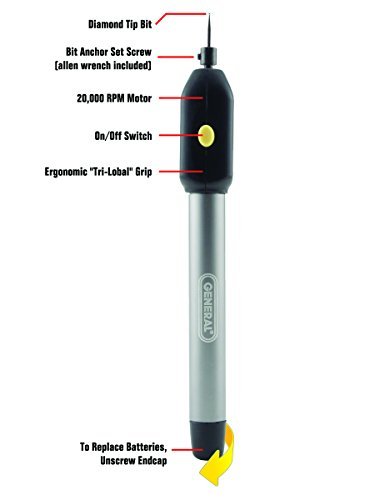 Diamond Tip Bit
Bit Anchor Set Screw
(allen wrench included)
20,000 RPM Motor
On/Off Switch
Ergonomic "Tri-Lobal" Grip
GENERAL®
To Replace Batteries,
Unscrew Endcap